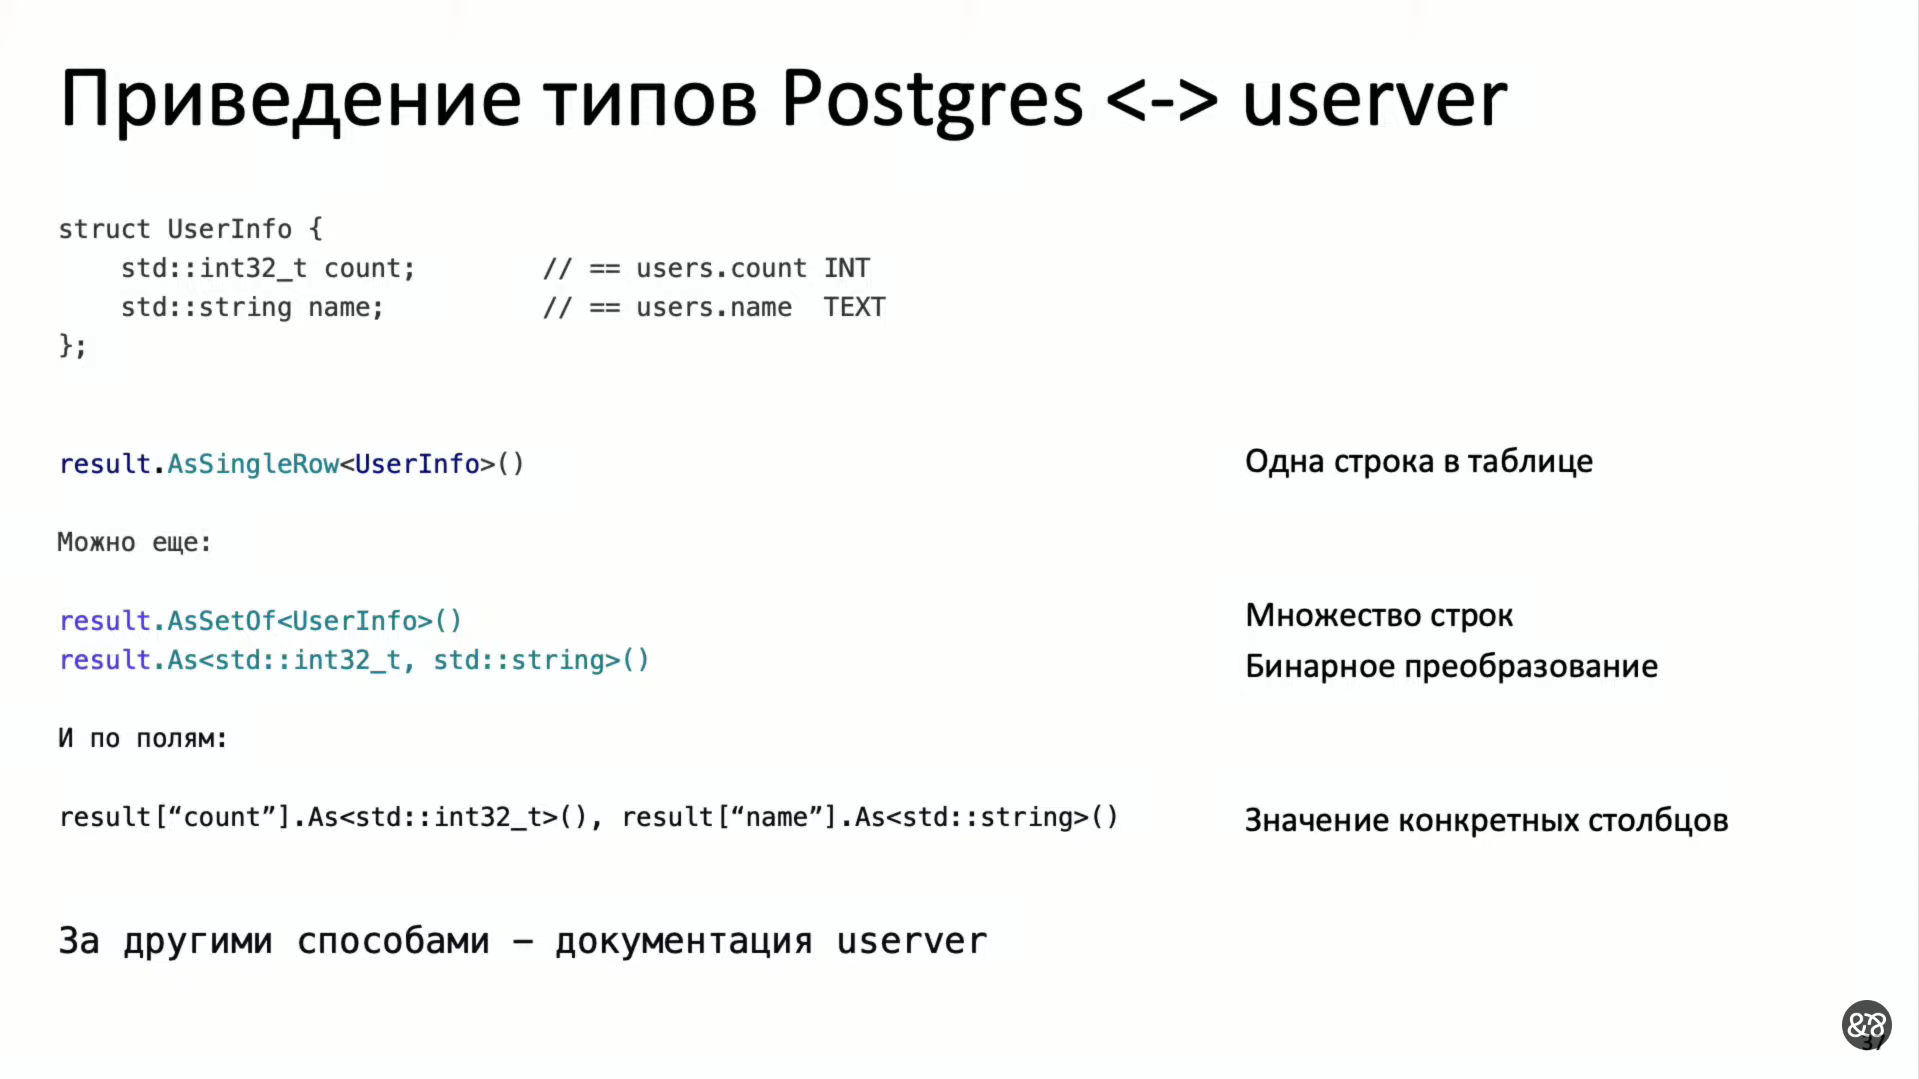 Приведение типов Postgres <-> userver
struct UserInfo {
    std::int32_t count;        // == users.count INT
    std::string name;          // == users.name  TEXT
};
result.AsSingleRow<UserInfo>()
Одна строка в таблице
Можно еще:
result.AsSetOf<UserInfo>()
Множество строк
result.As<std::int32_t, std::string>()
Бинарное преобразование
И по полям:
result[“count”].As<std::int32_t>(), result[“name”].As<std::string>()
Значение конкретных столбцов
За другими способами – документация userver
37